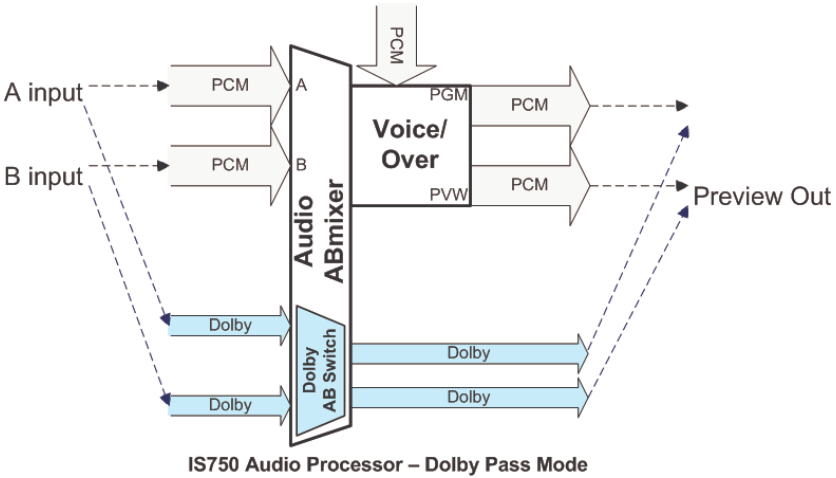 PCM
A input
PCM
A
PGM
PCM
Voice/
Over
B input
PCM
B
PVW
PCM
Preview Out
Audio
ABmixer
Dolby
Dolby
AB Switch
Dolby
Dolby
Dolby
IS750 Audio Processor – Dolby Pass Mode